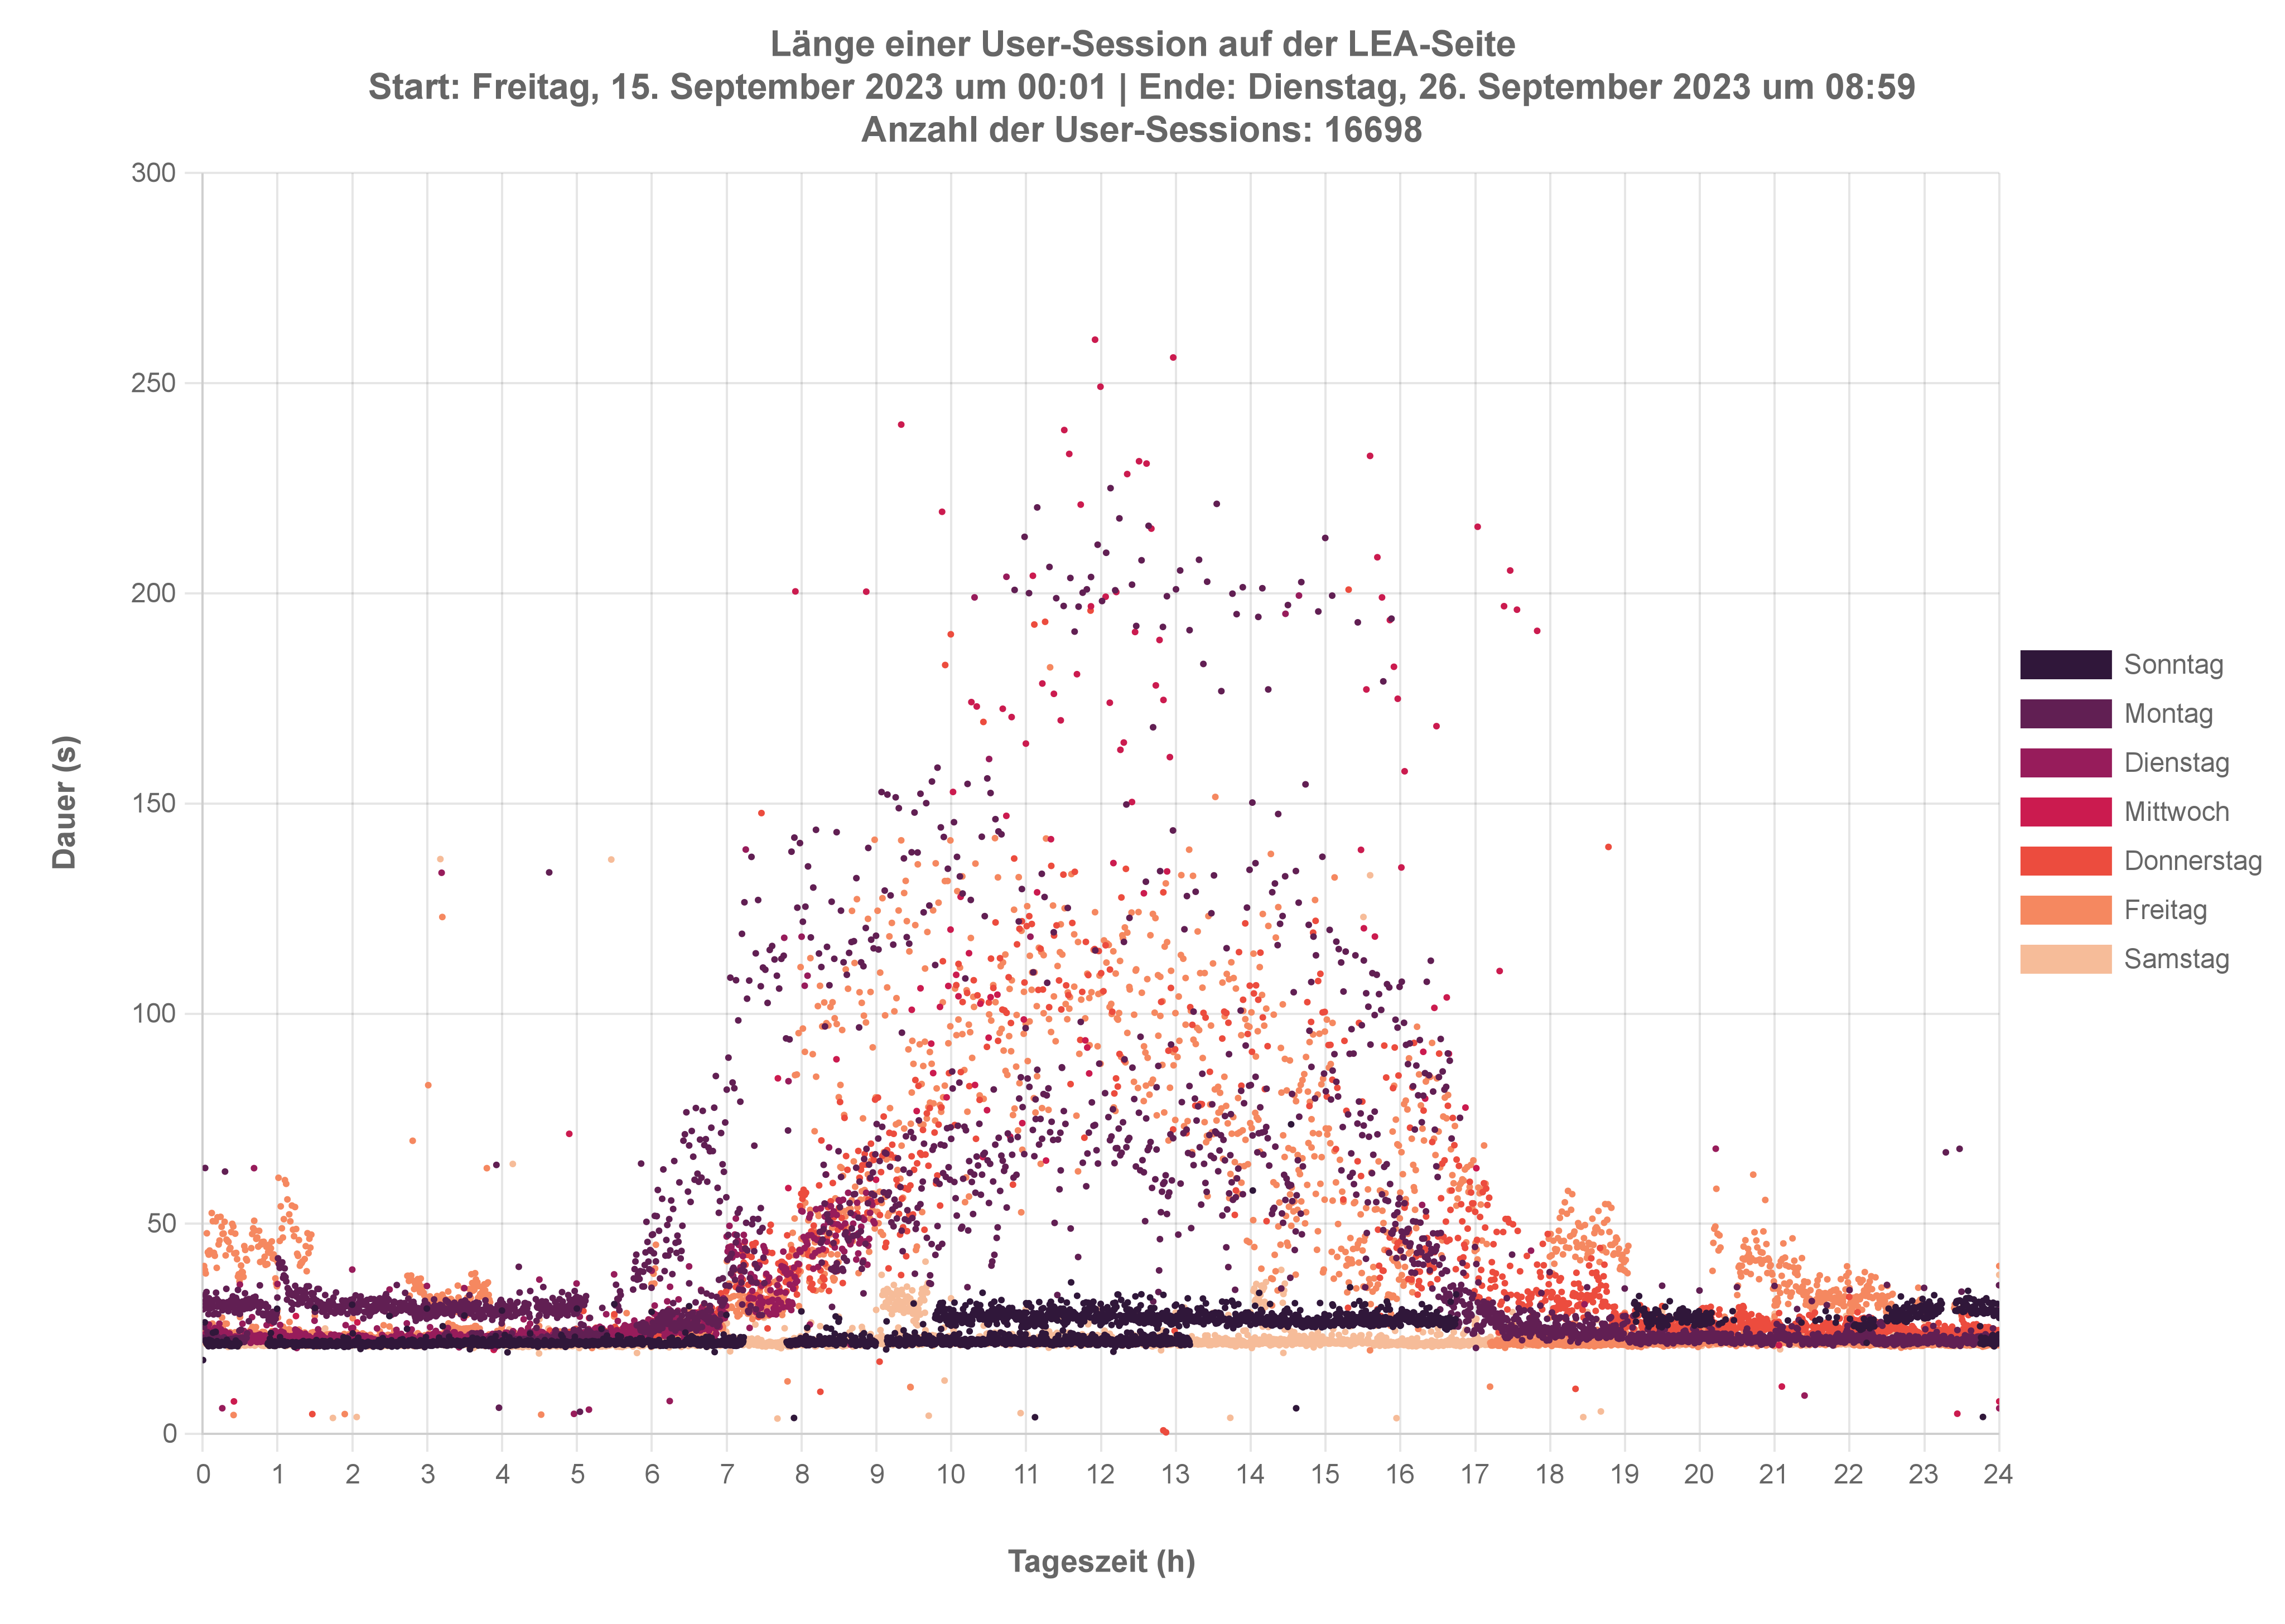 Länge einer User-Session auf der LEA-Seite
Start: Freitag, 15. September 2023 um 00:01 | Ende: Dienstag, 26. September 2023 um 08:59
Anzahl der User-Sessions: 16698
300
250
200
150
100
50
0
Dauer (s)
0 1 2 3 4 5 6 7 8 9 10 11 12 13 14 15 16 17 18 19 20 21 22 23 24
Tageszeit (h)
Sonntag
Montag
Dienstag
Mittwoch
Donnerstag
Freitag
Samstag